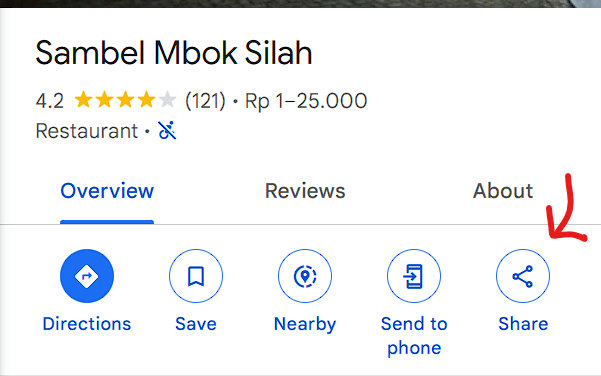 Sambel Mbok Silah
4.2 (121) · Rp 1–25.000
Restaurant ·
Overview Reviews About
Directions Save Nearby Send to phone Share